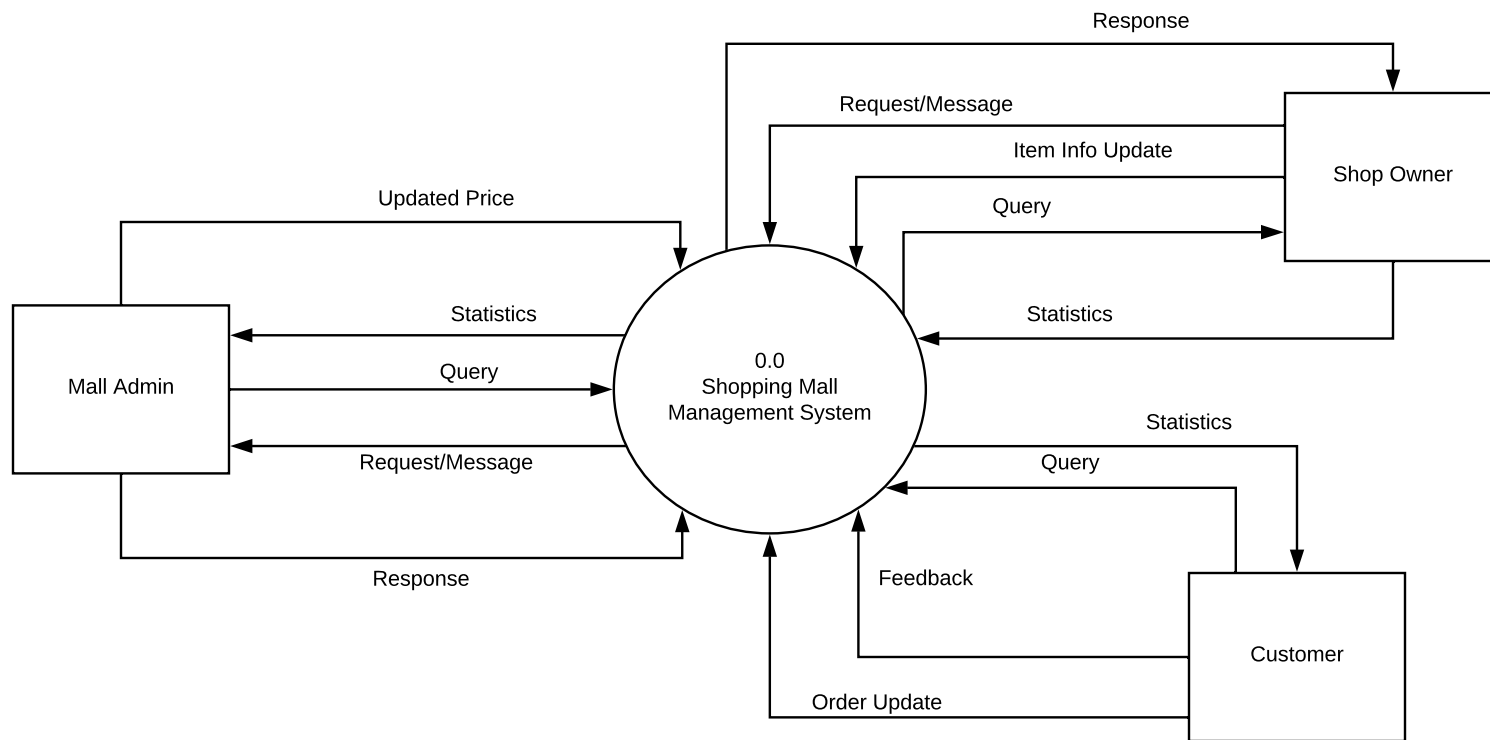 Response
Request/Message
Item Info Update
Shop Owner
Updated Price
Query
Statistics
Statistics
0.0
Shopping Mall
Management System
Query
Mall Admin
Statistics
Request/Message
Query
Response
Feedback
Customer
Order Update